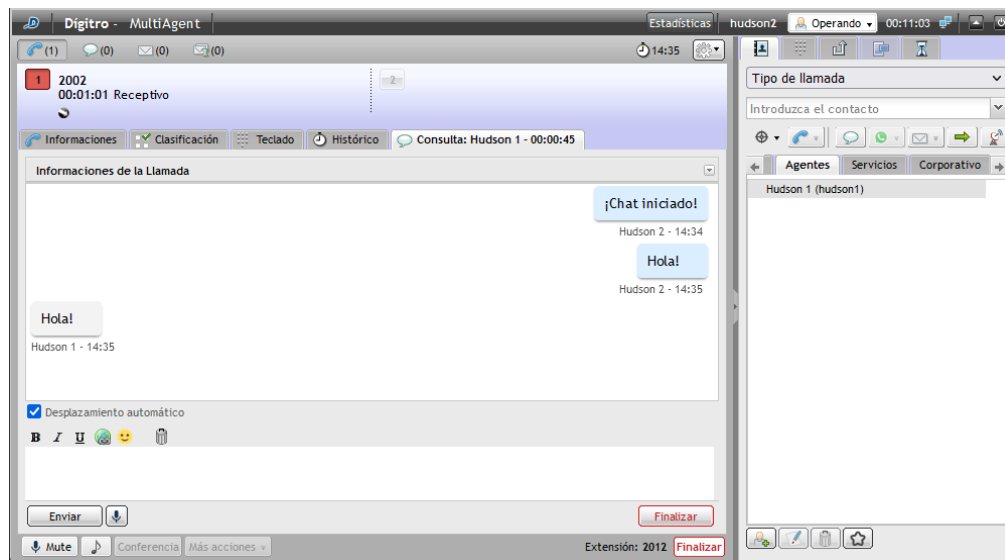 Dígitro - MultiAgent
Estadísticas
hudson2
Operando
00:11:03
(1)
(0)
(0)
(0)
14:35
1
2002
00:01:01 Receptivo
2
Informaciones
Clasificación
Teclado
Histórico
Consulta: Hudson 1 - 00:00:45
Informaciones de la Llamada
¡Chat iniciado!
Hudson 2 - 14:34
Hola!
Hudson 2 - 14:35
Hola!
Hudson 1 - 14:35
Desplazamiento automático
B I U
Enviar
Finalizar
Mute
Conferencia
Más acciones
Extensión: 2012
Finalizar
Tipo de llamada
Introduzca el contacto
Agentes
Servicios
Corporativo
Hudson 1 (hudson1)